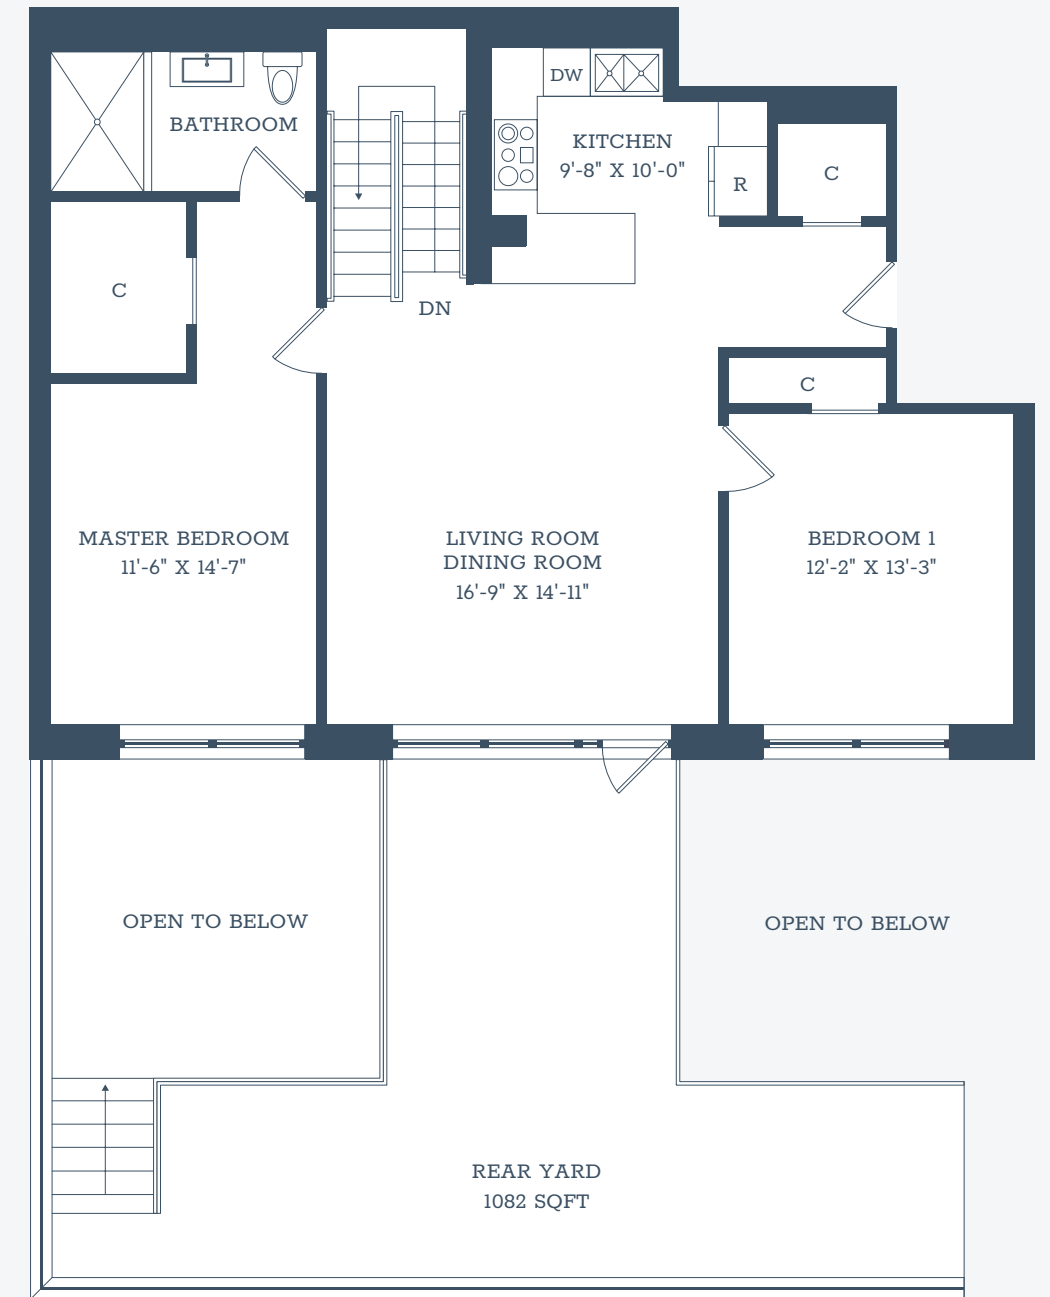 DW
BATHROOM
KITCHEN
9'-8" X 10'-0"
R
C
C
DN
C
MASTER BEDROOM
11'-6" X 14'-7"
LIVING ROOM
DINING ROOM
16'-9" X 14'-11"
BEDROOM 1
12'-2" X 13'-3"
OPEN TO BELOW
OPEN TO BELOW
REAR YARD
1082 SQFT